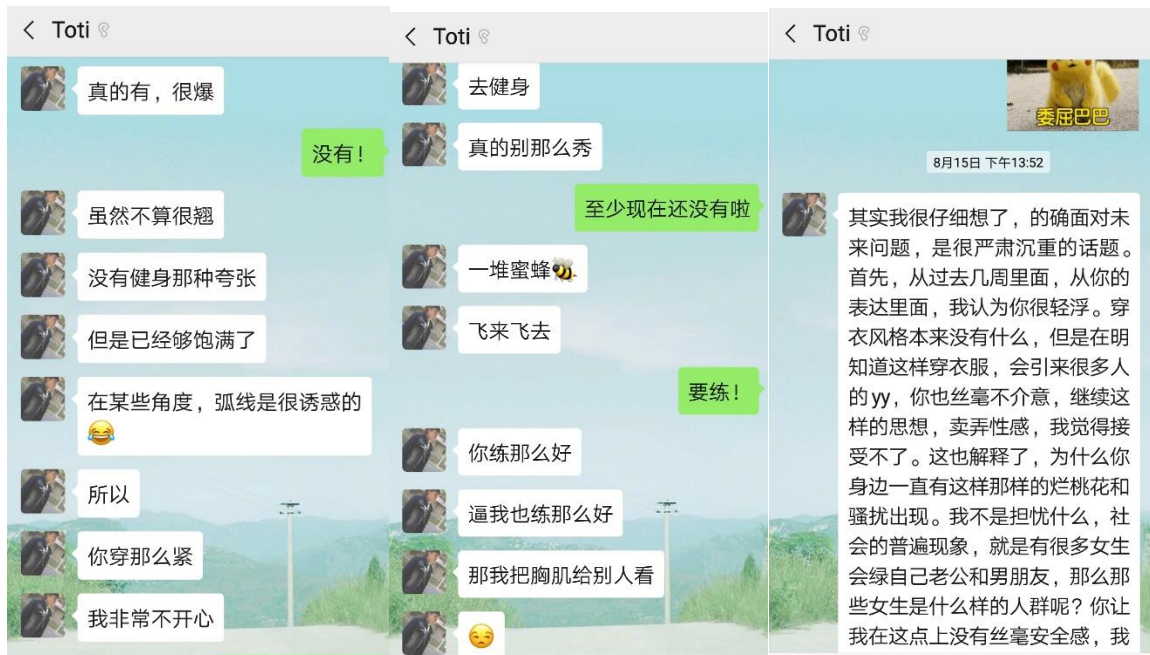 Toti
真的有，很爆
没有！
虽然不算很翘
没有健身那种夸张
但是已经够饱满了
在某些角度，弧线是很诱惑的
😂
所以
你穿那么紧
我非常不开心
Toti
去健身
真的别那么秀
至少现在还没有啦
一堆蜜蜂🐝
飞来飞去
要练！
你练那么好
逼我也练那么好
那我把胸肌给别人看
😒
Toti
委屈巴巴
8月15日 下午13:52
其实我很仔细想了，的确面对未
来问题，是很严肃沉重的话题。
首先，从过去几周里面，从你的
表达里面，我认为你很轻浮。穿
衣风格本来没有什么，但是在明
知道这样穿衣服，会引来很多人
的yy，你也丝毫不介意，继续这
样的思想，卖弄性感，我觉得接
受不了。这也解释了，为什么你
身边一直有这样那样的烂桃花和
骚扰出现。我不是担忧什么，社
会的普遍现象，就是有很多女生
会绿自己老公和男朋友，那么那
些女生是什么样的人群呢？你让
我在这点上没有丝毫安全感，我